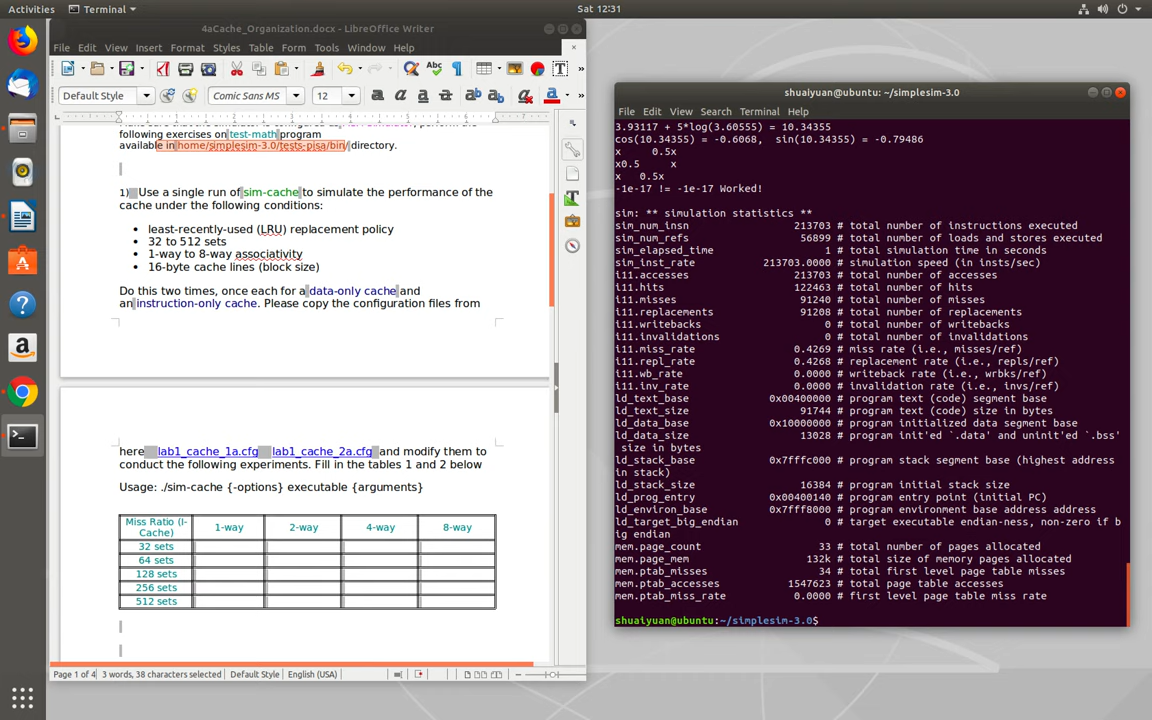 Activities
Terminal
Sat 12:31
4aCache_Organization.docx - LibreOffice Writer
File Edit View Insert Format Styles Table Form Tools Window Help
Default Style
Comic Sans MS
12
following exercises on test-math program
available in home/simplesim-3.0/tests-pisa/bin/ directory.
1) Use a single run of sim-cache to simulate the performance of the
cache under the following conditions:
• least-recently-used (LRU) replacement policy
• 32 to 512 sets
• 1-way to 8-way associativity
• 16-byte cache lines (block size)
Do this two times, once each for a data-only cache and
an instruction-only cache. Please copy the configuration files from
here lab1_cache_1a.cfg lab1_cache_2a.cfg and modify them to
conduct the following experiments. Fill in the tables 1 and 2 below
Usage: ./sim-cache {-options} executable {arguments}
Miss Ratio (I-Cache) 1-way 2-way 4-way 8-way
32 sets
64 sets
128 sets
256 sets
512 sets
Page 1 of 4 3 words, 38 characters selected Default Style English (USA)
shuaiyuan@ubuntu: ~/simplesim-3.0
File Edit View Search Terminal Help
3.93117 + 5*log(3.60555) = 10.34355
cos(10.34355) = -0.6068,  sin(10.34355) = -0.79486
x     0.5x
x0.5      x
x   0.5x
-1e-17 != -1e-17 Worked!
sim: ** simulation statistics **
sim_num_insn 213703 # total number of instructions executed
sim_num_refs 56899 # total number of loads and stores executed
sim_elapsed_time 1 # total simulation time in seconds
sim_inst_rate 213703.0000 # simulation speed (in insts/sec)
i11.accesses 213703 # total number of accesses
i11.hits 122463 # total number of hits
i11.misses 91240 # total number of misses
i11.replacements 91208 # total number of replacements
i11.writebacks 0 # total number of writebacks
i11.invalidations 0 # total number of invalidations
i11.miss_rate 0.4269 # miss rate (i.e., misses/ref)
i11.repl_rate 0.4268 # replacement rate (i.e., repls/ref)
i11.wb_rate 0.0000 # writeback rate (i.e., wrbks/ref)
i11.inv_rate 0.0000 # invalidation rate (i.e., invs/ref)
ld_text_base 0x00400000 # program text (code) segment base
ld_text_size 91744 # program text (code) size in bytes
ld_data_base 0x10000000 # program initialized data segment base
ld_data_size 13028 # program init'ed `.data' and uninit'ed `.bss'
size in bytes
ld_stack_base 0x7fffc000 # program stack segment base (highest address
in stack)
ld_stack_size 16384 # program initial stack size
ld_prog_entry 0x00400140 # program entry point (initial PC)
ld_environ_base 0x7fff8000 # program environment base address address
ld_target_big_endian 0 # target executable endian-ness, non-zero if b
ig endian
mem.page_count 33 # total number of pages allocated
mem.page_mem 132k # total size of memory pages allocated
mem.ptab_misses 34 # total first level page table misses
mem.ptab_accesses 1547623 # total page table accesses
mem.ptab_miss_rate 0.0000 # first level page table miss rate
shuaiyuan@ubuntu:~/simplesim-3.0$